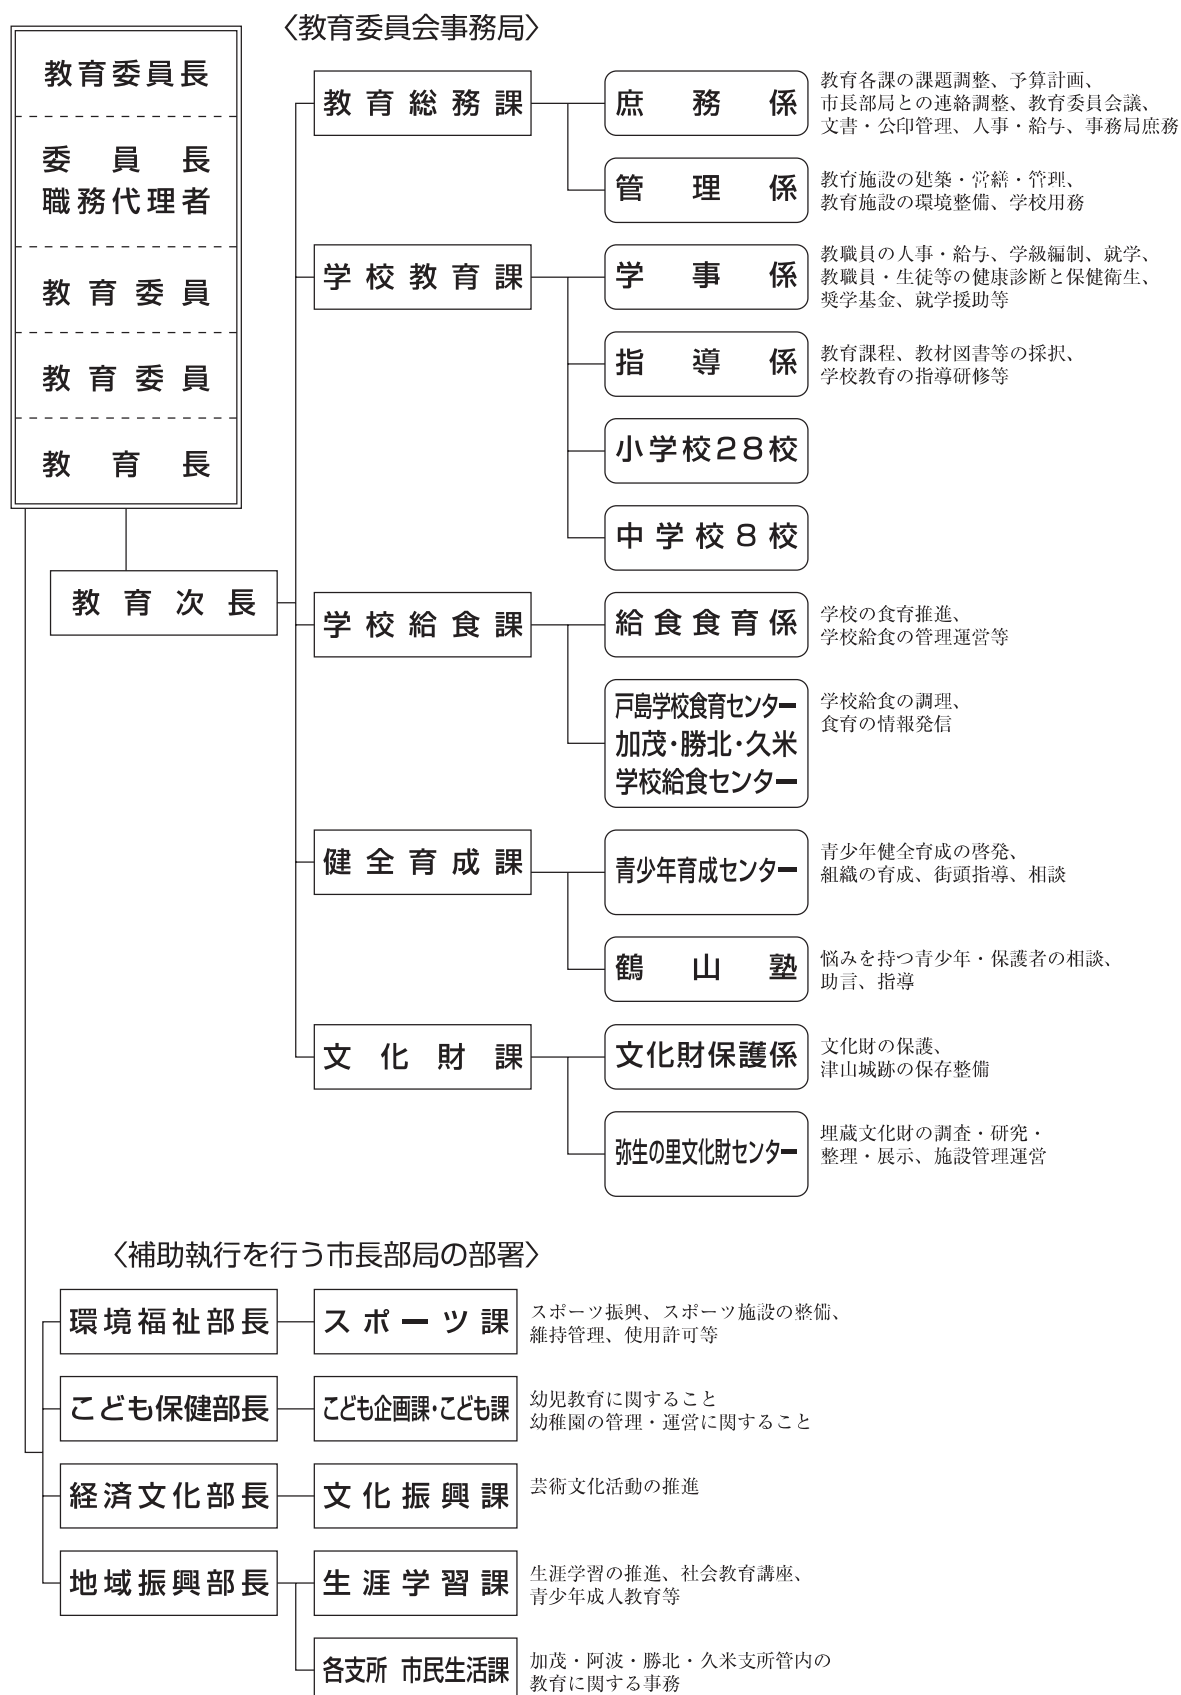 〈教育委員会事務局〉
教育委員長
委員長
職務代理者
教育委員
教育委員
教育長
教育次長
教育総務課
庶務係
教育各課の課題調整、予算計画、
市長部局との連絡調整、教育委員会議、
文書・公印管理、人事・給与、事務局庶務
管理係
教育施設の建築・営繕・管理、
教育施設の環境整備、学校用務
学校教育課
学事係
教職員の人事・給与、学級編制、就学、
教職員・生徒等の健康診断と保健衛生、
奨学基金、就学援助等
指導係
教育課程、教材図書等の採択、
学校教育の指導研修等
小学校28校
中学校8校
学校給食課
給食食育係
学校の食育推進、
学校給食の管理運営等
戸島学校食育センター
加茂・勝北・久米
学校給食センター
学校給食の調理、
食育の情報発信
健全育成課
青少年育成センター
青少年健全育成の啓発、
組織の育成、街頭指導、相談
鶴山塾
悩みを持つ青少年・保護者の相談、
助言、指導
文化財課
文化財保護係
文化財の保護、
津山城跡の保存整備
弥生の里文化財センター
埋蔵文化財の調査・研究・
整理・展示、施設管理運営
〈補助執行を行う市長部局の部署〉
環境福祉部長
スポーツ課
スポーツ振興、スポーツ施設の整備、
維持管理、使用許可等
こども保健部長
こども企画課・こども課
幼児教育に関すること
幼稚園の管理・運営に関すること
経済文化部長
文化振興課
芸術文化活動の推進
地域振興部長
生涯学習課
生涯学習の推進、社会教育講座、
青少年成人教育等
各支所 市民生活課
加茂・阿波・勝北・久米支所管内の
教育に関する事務